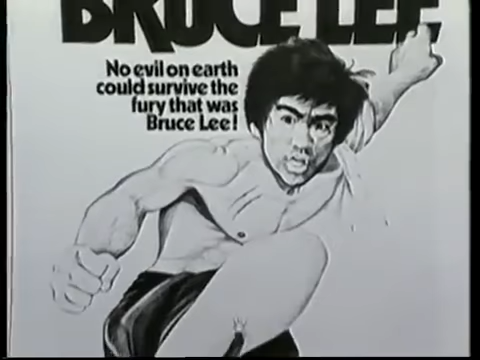 BRUCE LEE
No evil on earth
could survive the
fury that was
Bruce Lee!